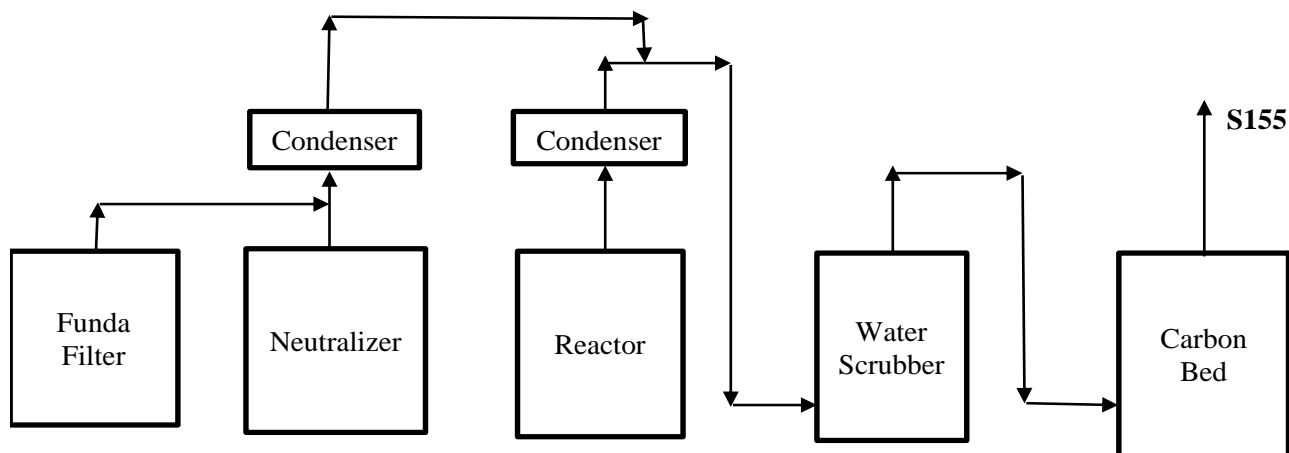 Condenser
Condenser
S155
Funda
Filter
Neutralizer
Reactor
Water
Scrubber
Carbon
Bed